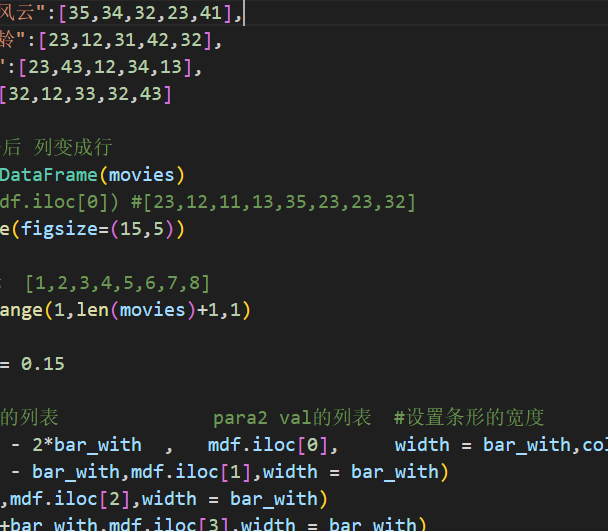 风云":[35,34,32,23,41],
龄":[23,12,31,42,32],
":[23,43,12,34,13],
[32,12,33,32,43]
后 列变成行
DataFrame(movies)
df.iloc[0]) #[23,12,11,13,35,23,23,32]
e(figsize=(15,5))
[1,2,3,4,5,6,7,8]
ange(1,len(movies)+1,1)
= 0.15
的列表 para2 val的列表 #设置条形的宽度
- 2*bar_with , mdf.iloc[0], width = bar_with,col
- bar_with,mdf.iloc[1],width = bar_with)
,mdf.iloc[2],width = bar_with)
+bar_with,mdf.iloc[3],width = bar_with)